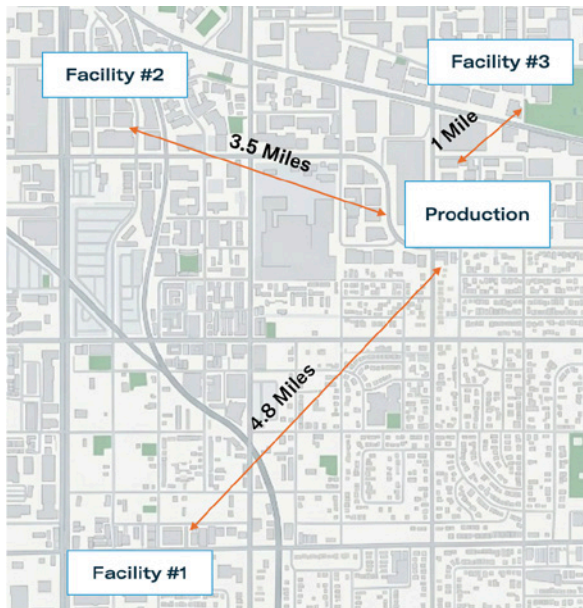 Facility #2
Facility #3
3.5 Miles
1 Mile
Production
4.8 Miles
Facility #1